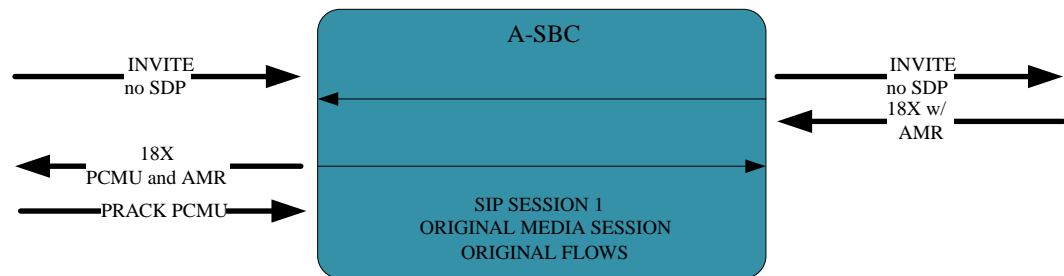 A-SBC
INVITE
no SDP
INVITE
no SDP
18X w/
AMR
18X
PCMU and AMR
PRACK PCMU
SIP SESSION 1
ORIGINAL MEDIA SESSION
ORIGINAL FLOWS